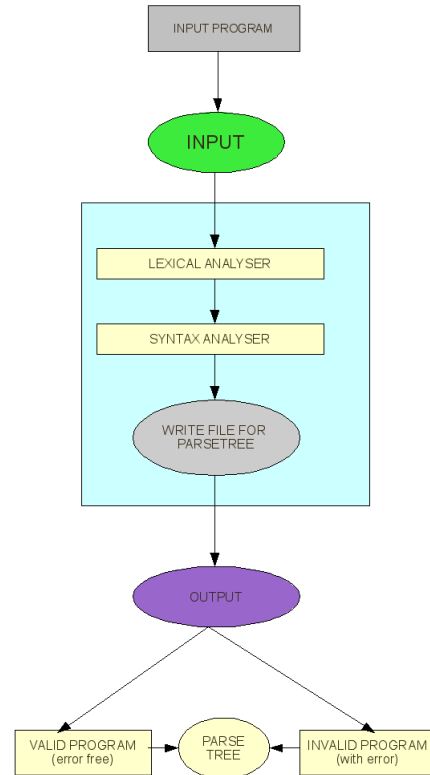 INPUT PROGRAM
INPUT
LEXICAL ANALYSER
SYNTAX ANALYSER
WRITE FILE FOR
PARSETREE
OUTPUT
VALID PROGRAM
(error free)
PARSE
TREE
INVALID PROGRAM
(with error)